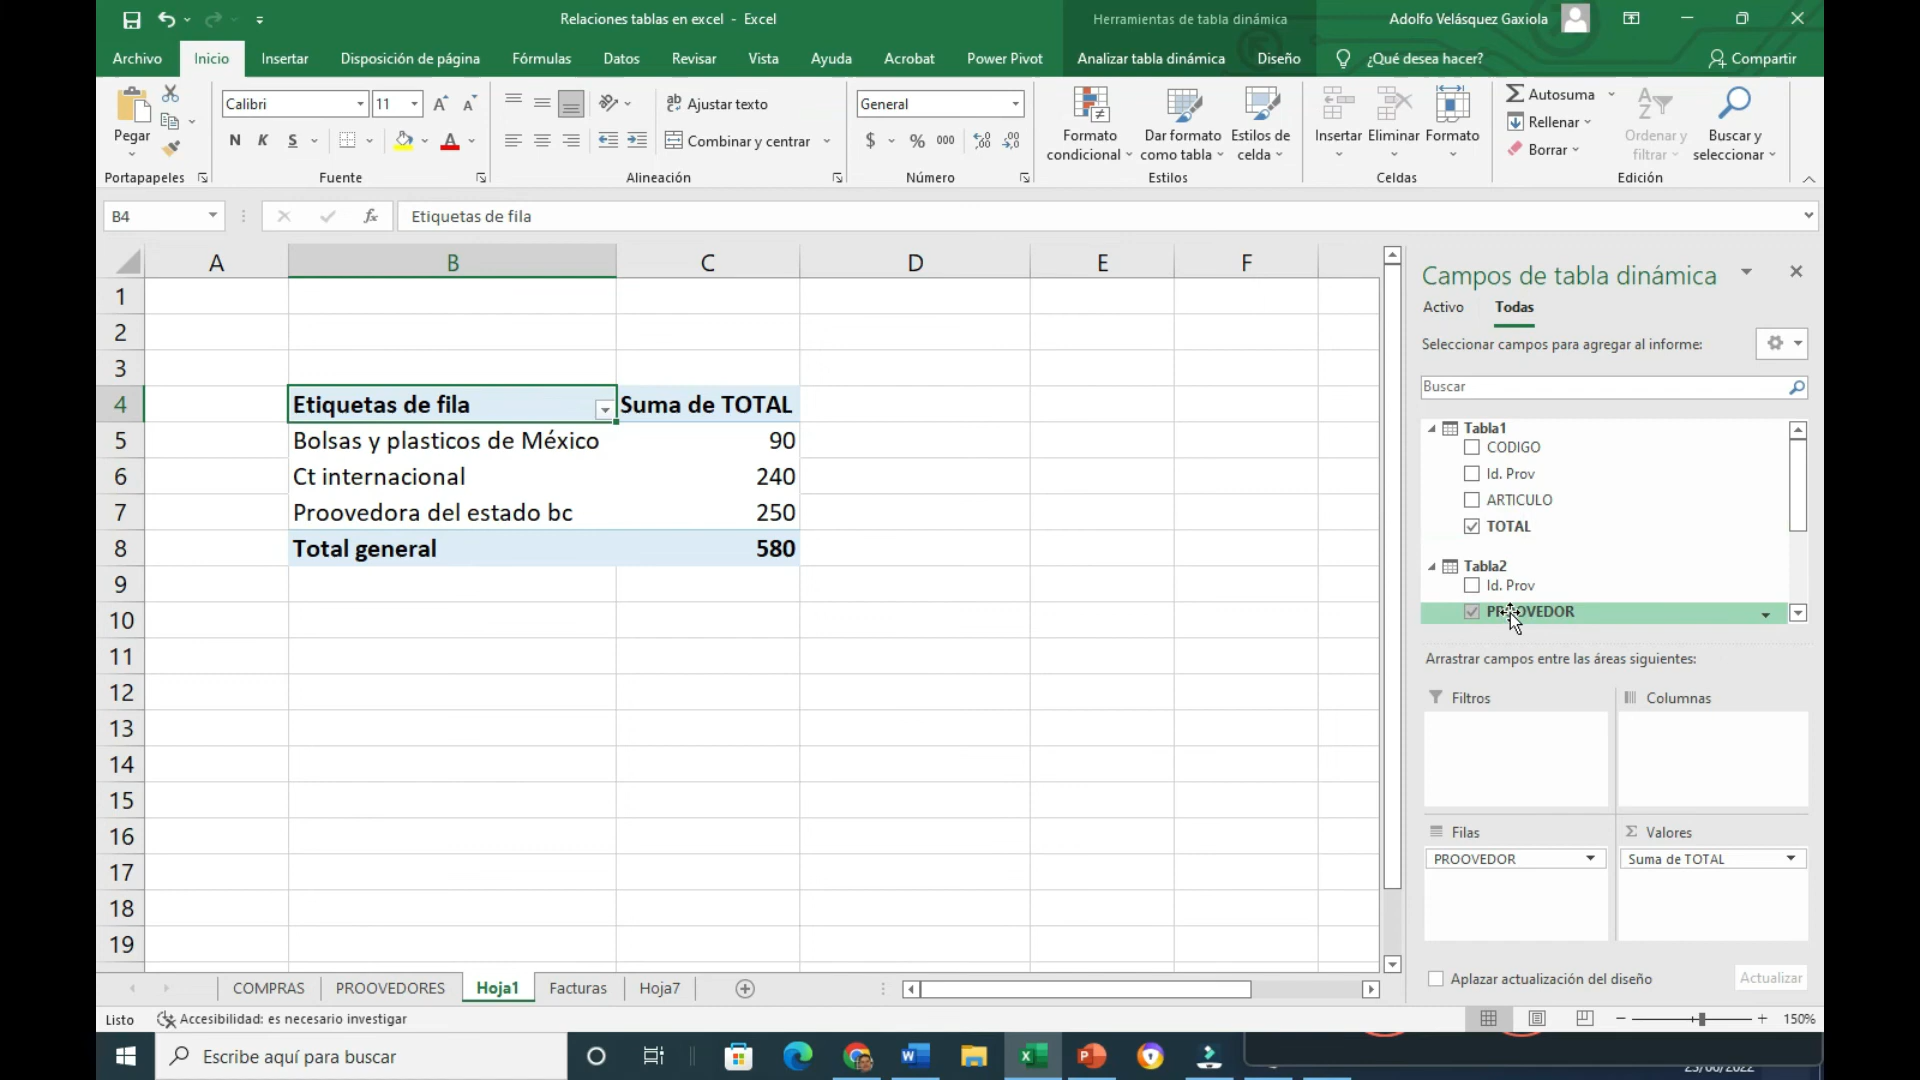 Relaciones tablas en excel - Excel
Herramientas de tabla dinámica
Adolfo Velásquez Gaxiola
Archivo Inicio Insertar Disposición de página Fórmulas Datos Revisar Vista Ayuda Acrobat Power Pivot Analizar tabla dinámica Diseño ¿Qué desea hacer? Compartir
Pegar
Calibri 11
N K S
Ajustar texto
Combinar y centrar
General
$ % 000
Formato condicional
Dar formato como tabla
Estilos de celda
Insertar Eliminar Formato
Autosuma
Rellenar
Borrar
Ordenar y filtrar
Buscar y seleccionar
Portapapeles Fuente Alineación Número Estilos Celdas Edición
B4 fx Etiquetas de fila
A B C D E F
1
2
3
4 Etiquetas de fila Suma de TOTAL
5 Bolsas y plasticos de México 90
6 Ct internacional 240
7 Proovedora del estado bc 250
8 Total general 580
9
10
11
12
13
14
15
16
17
18
19
Campos de tabla dinámica
Activo Todas
Seleccionar campos para agregar al informe:
Buscar
Tabla1
CODIGO
Id. Prov
ARTICULO
TOTAL
Tabla2
Id. Prov
PROOVEDOR
Arrastrar campos entre las áreas siguientes:
Filtros Columnas
Filas Valores
PROOVEDOR Suma de TOTAL
Aplazar actualización del diseño Actualizar
COMPRAS PROOVEDORES Hoja1 Facturas Hoja7
Listo Accesibilidad: es necesario investigar 150%
Escribe aquí para buscar